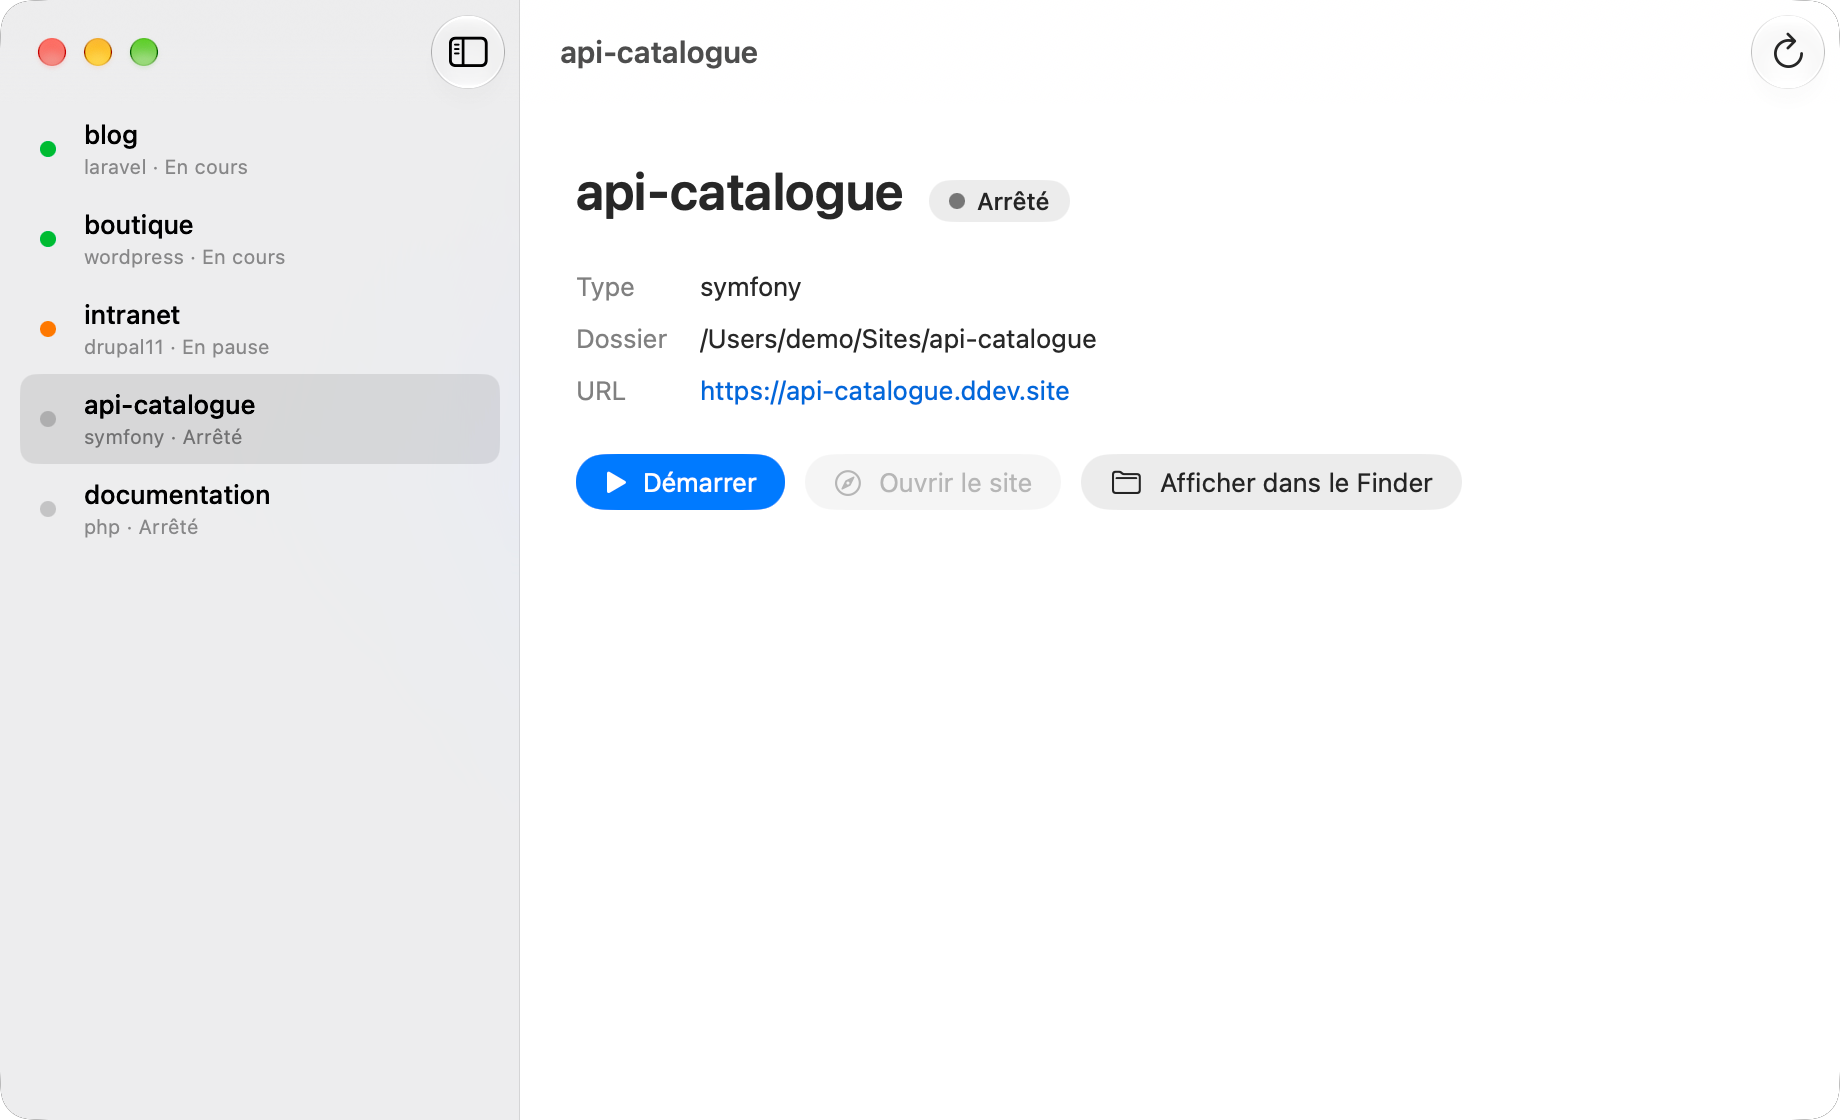 api-catalogue
blog
laravel · En cours
boutique
wordpress · En cours
intranet
drupal11 · En pause
api-catalogue
symfony · Arrêté
documentation
php · Arrêté
api-catalogue Arrêté
Type symfony
Dossier /Users/demo/Sites/api-catalogue
URL https://api-catalogue.ddev.site
Démarrer Ouvrir le site Afficher dans le Finder